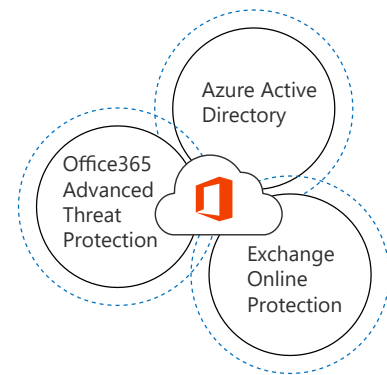 Azure Active
Directory
Office365
Advanced
Threat
Protection
Exchange
Online
Protection